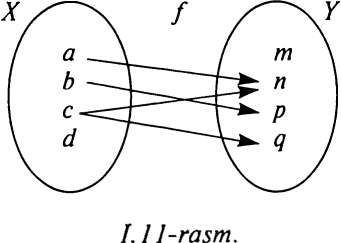 X f Y
a m
b n
c p
d q
I.11-rasm.